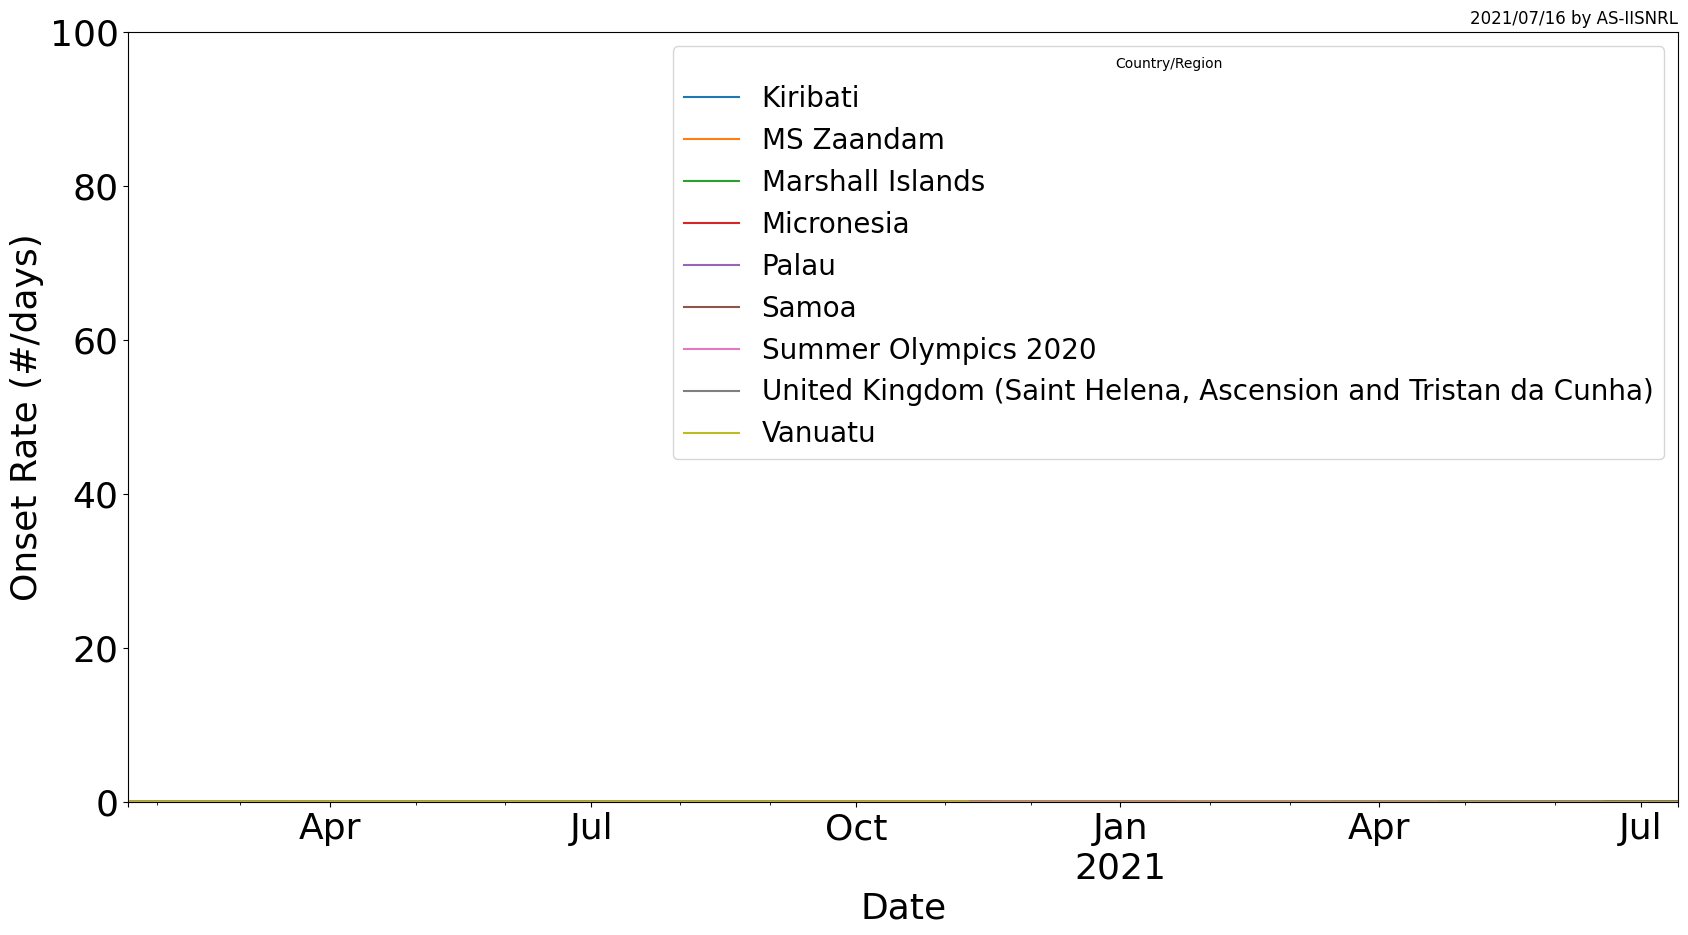 2021/07/16 by AS-IISNRL
100
80
60
40
20
0
Onset Rate (#/days)
Country/Region
Kiribati
MS Zaandam
Marshall Islands
Micronesia
Palau
Samoa
Summer Olympics 2020
United Kingdom (Saint Helena, Ascension and Tristan da Cunha)
Vanuatu
Apr Jul Oct Jan Apr Jul
2021
Date